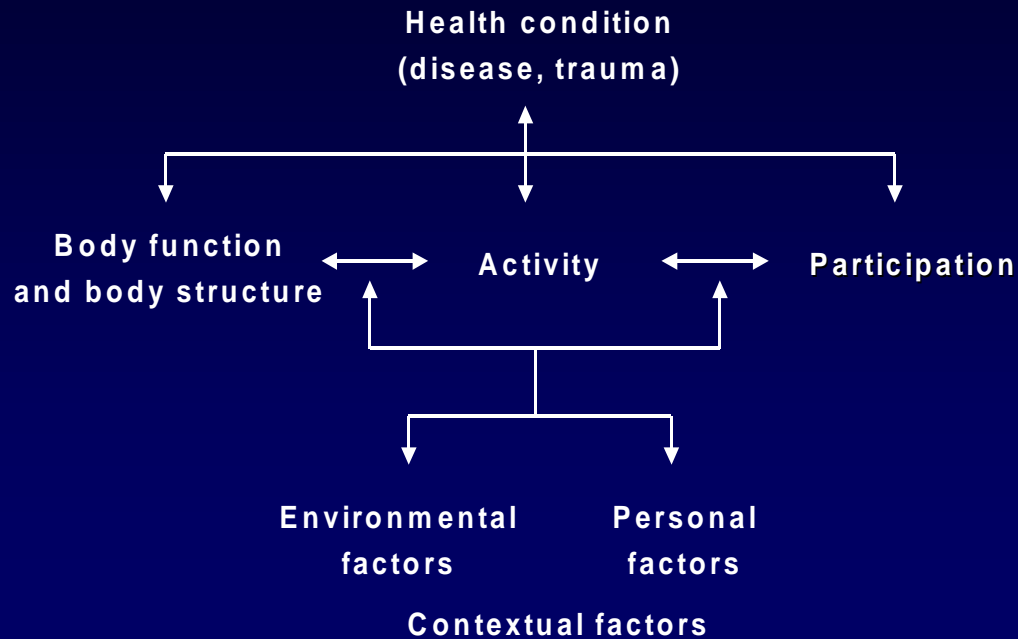 Health condition
(disease, trauma)
Body function
and body structure
Activity
Participation
Environmental
factors
Personal
factors
Contextual factors